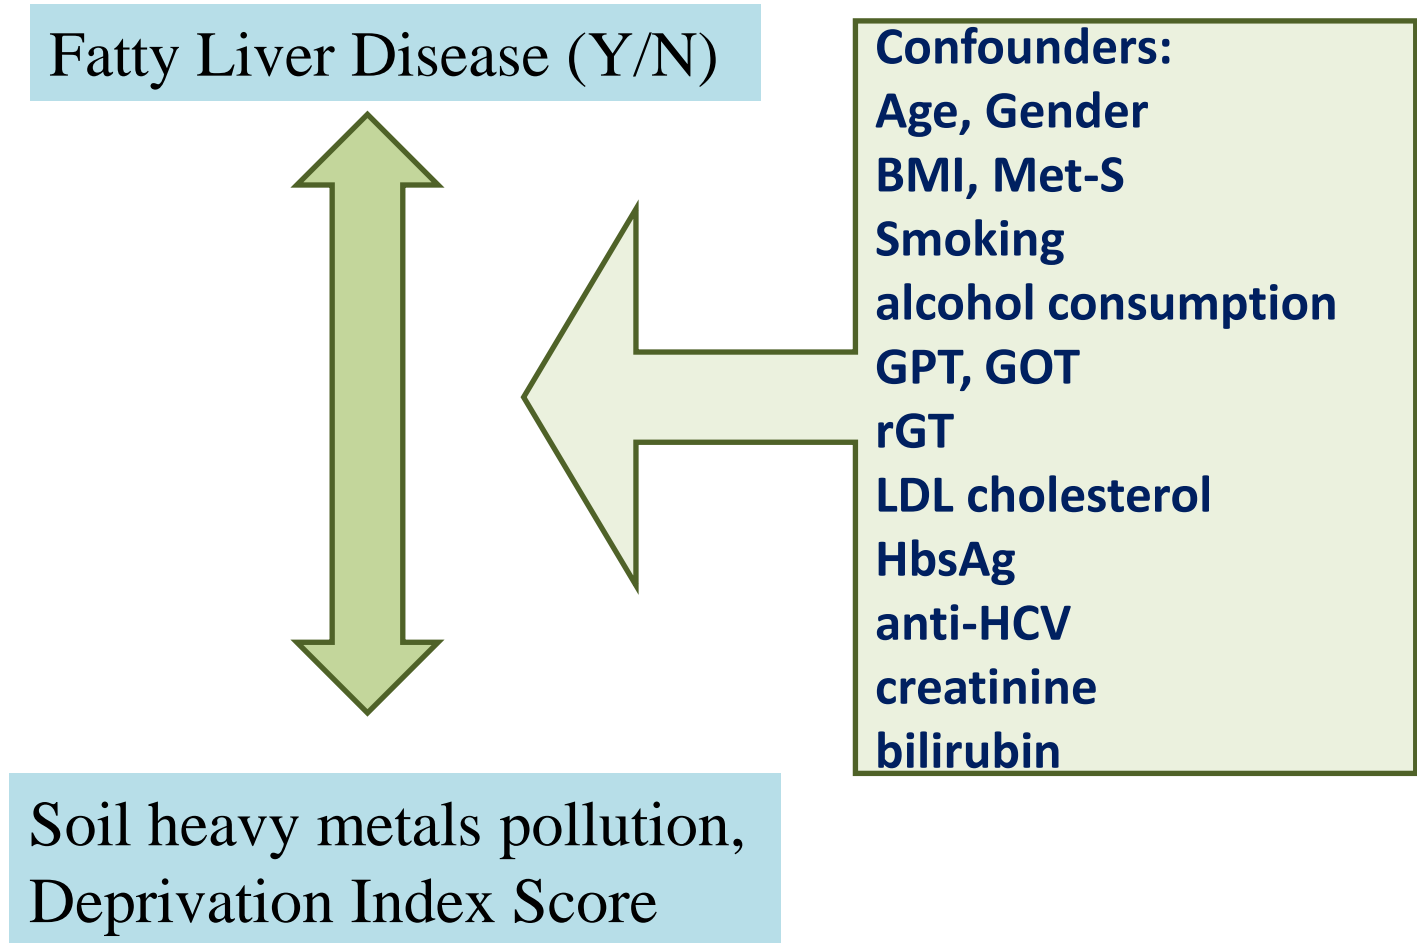 Fatty Liver Disease (Y/N)
Confounders:
Age, Gender
BMI, Met-S
Smoking
alcohol consumption
GPT, GOT
rGT
LDL cholesterol
HbsAg
anti-HCV
creatinine
bilirubin
Soil heavy metals pollution,
Deprivation Index Score